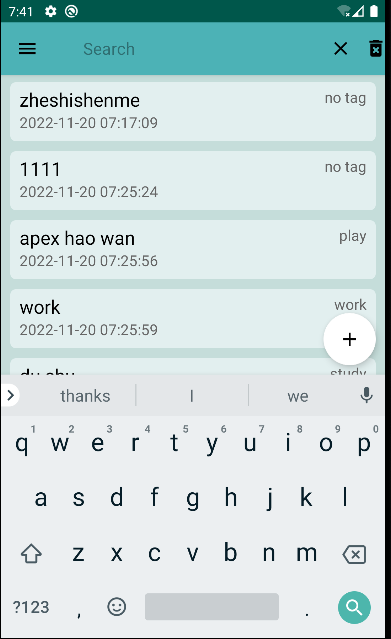 7:41
Search
zheshishenme
no tag
2022-11-20 07:17:09
1111
no tag
2022-11-20 07:25:24
apex hao wan
play
2022-11-20 07:25:56
work
work
2022-11-20 07:25:59
+
study
thanks
I
we
1 2 3 4 5 6 7 8 9 0
q w e r t y u i o p
a s d f g h j k l
z x c v b n m
?123 , .